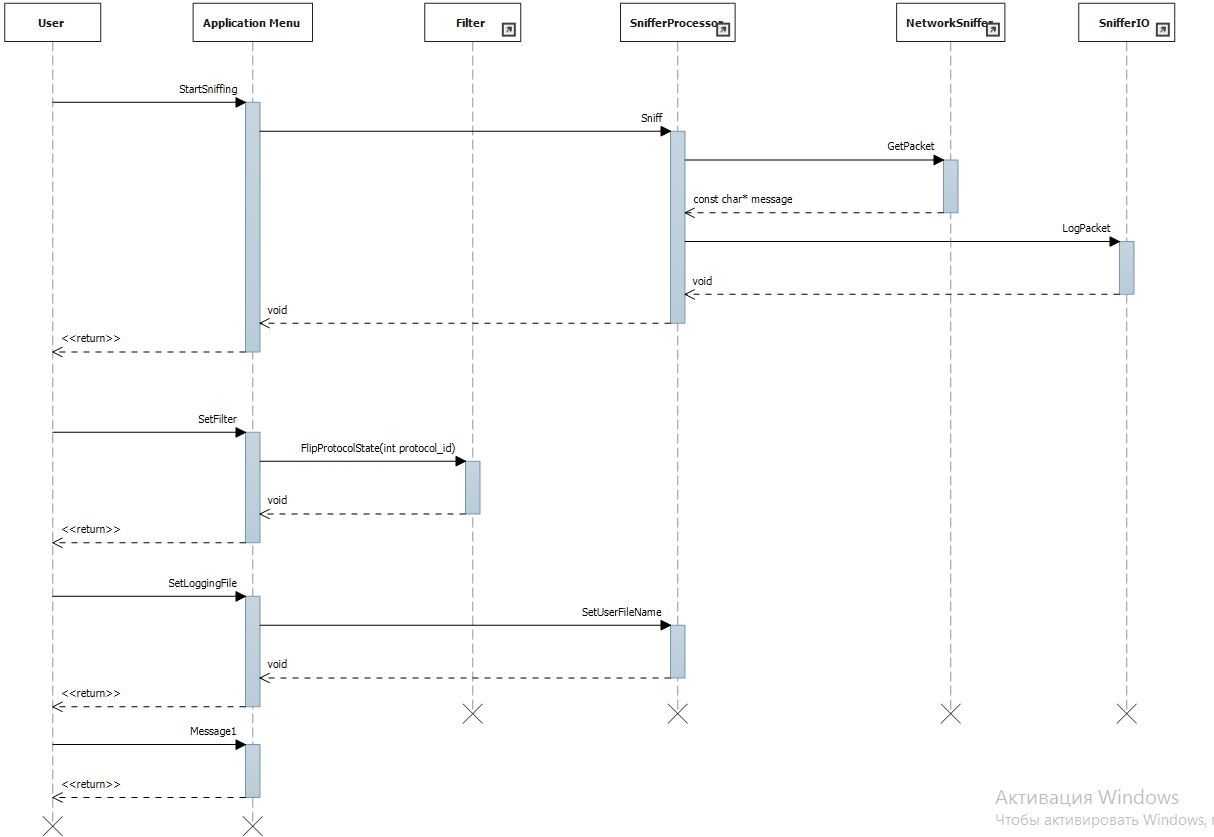 User
Application Menu
Filter
SnifferProcessor
NetworkSniffer
SnifferIO
StartSniffing
Sniff
GetPacket
const char* message
LogPacket
void
void
<<return>>
SetFilter
FlipProtocolState(int protocol_id)
void
<<return>>
SetLoggingFile
SetUserFileName
void
<<return>>
Message1
<<return>>
Активация Windows
Чтобы активировать Windows,